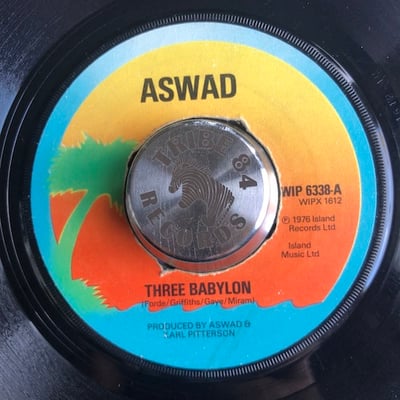 ASWAD
TRIBE 84
RECORDS
WIP 6338-A
WIPX 1612
℗ 1976 Island
Records Ltd
Island
Music Ltd
THREE BABYLON
(Forde/Griffiths/Gaye/Miram)
PRODUCED BY ASWAD &
KARL PITTERSON